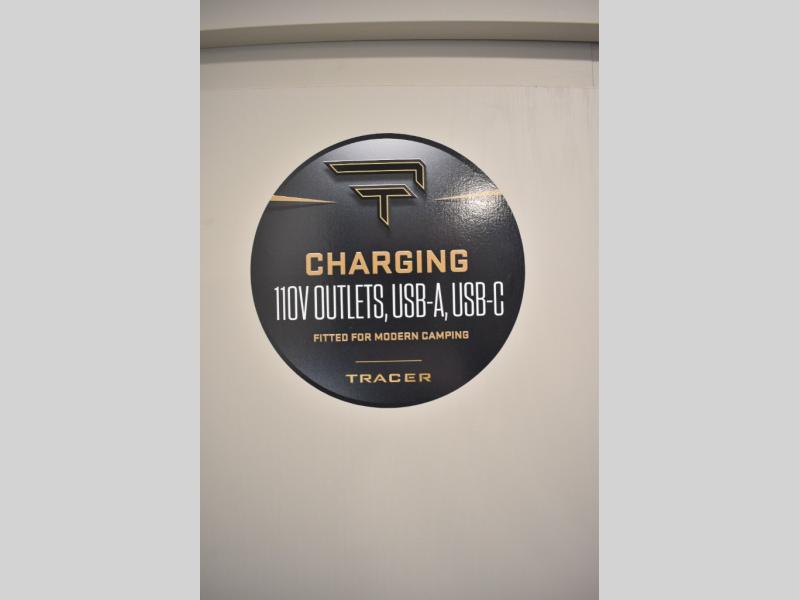 CHARGING
110V OUTLETS, USB-A, USB-C
FITTED FOR MODERN CAMPING
TRACER